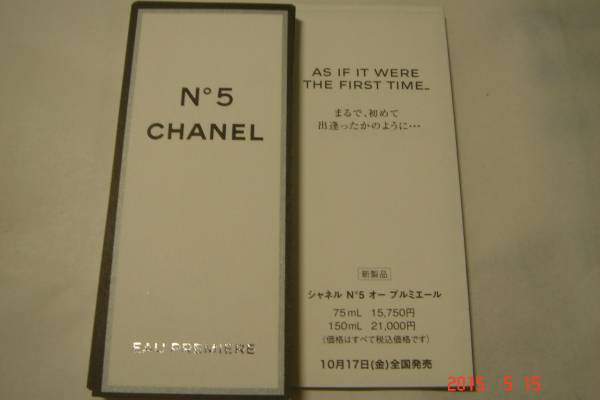 N°5
CHANEL
EAU PREMIERE
AS IF IT WERE
THE FIRST TIME_
まるで、初めて
出逢ったかのように･･･
新製品
シャネル N°5 オー プルミエール
75mL 15,750円
150mL 21,000円
(価格はすべて税込価格です)
10月17日(金)全国発売
2015. 5 15